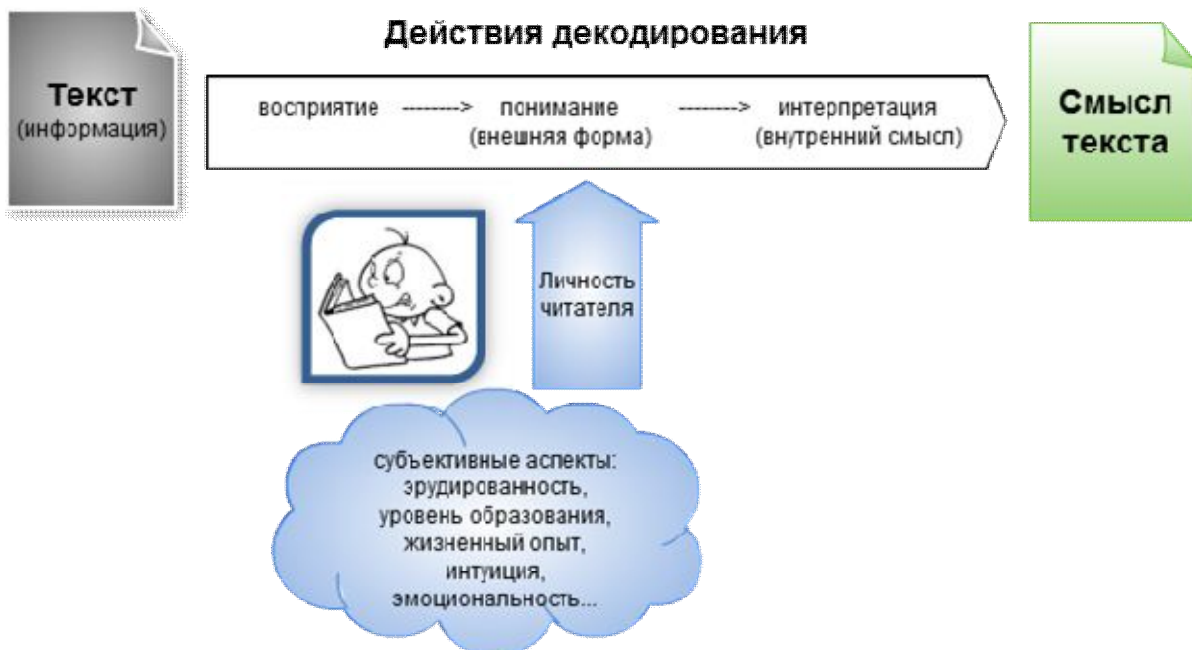 Действия декодирования
Текст
(информация)
восприятие --------> понимание --------> интерпретация
(внешняя форма) (внутренний смысл)
Смысл
текста
Личность
читателя
субъективные аспекты:
эрудированность,
уровень образования,
жизненный опыт,
интуиция,
эмоциональность...